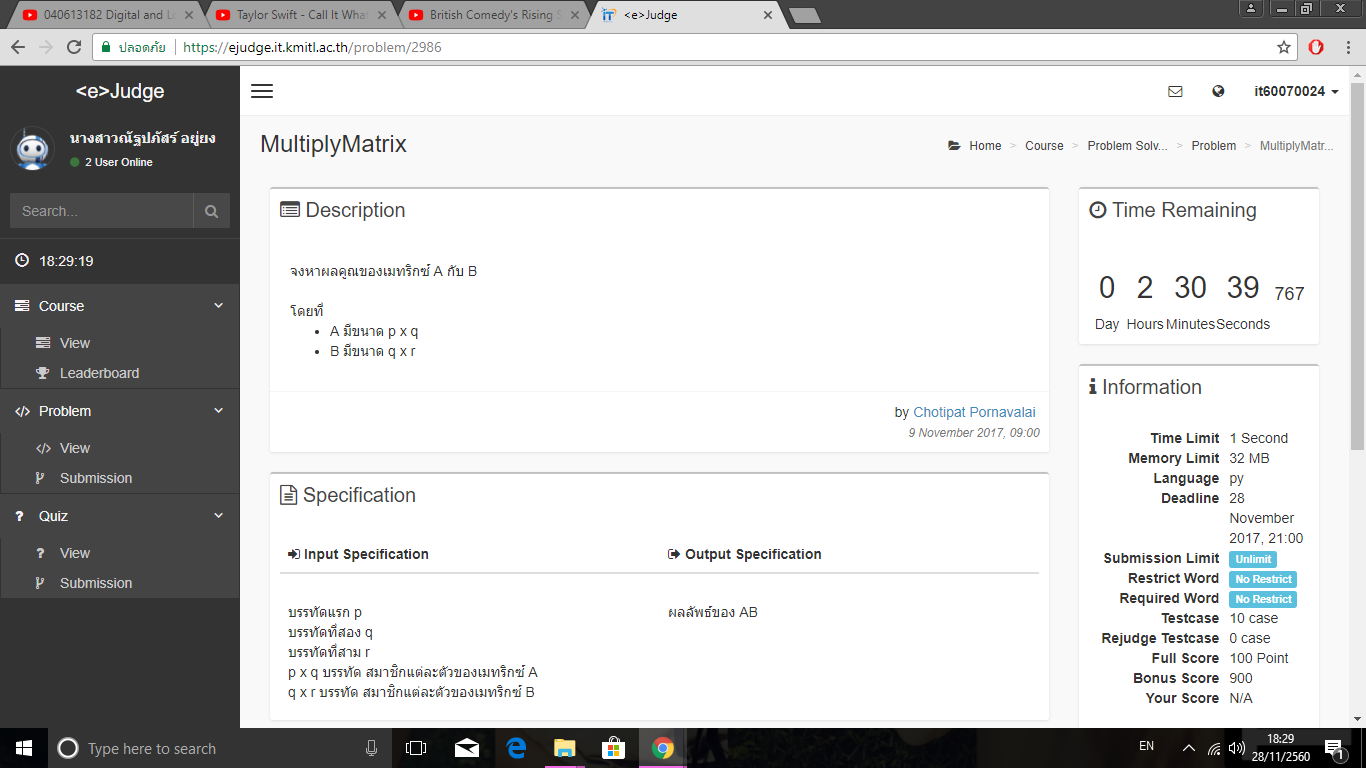 040613182 Digital and Lo
Taylor Swift - Call It Wha
British Comedy's Rising S
<e>Judge
ปลอดภัย
https://ejudge.it.kmitl.ac.th/problem/2986
<e>Judge
it60070024
นางสาวณัฐปภัสร์ อยู่ยง
2 User Online
MultiplyMatrix
Home > Course > Problem Solv... > Problem > MultiplyMatr...
Search...
18:29:19
Course
View
Leaderboard
Problem
View
Submission
Quiz
View
Submission
Description
จงหาผลคูณของเมทริกซ์ A กับ B
โดยที่
• A มีขนาด p x q
• B มีขนาด q x r
by Chotipat Pornavalai
9 November 2017, 09:00
Specification
Input Specification
บรรทัดแรก p
บรรทัดที่สอง q
บรรทัดที่สาม r
p x q บรรทัด สมาชิกแต่ละตัวของเมทริกซ์ A
q x r บรรทัด สมาชิกแต่ละตัวของเมทริกซ์ B
Output Specification
ผลลัพธ์ของ AB
Time Remaining
0 2 30 39 767
Day Hours Minutes Seconds
Information
Time Limit 1 Second
Memory Limit 32 MB
Language py
Deadline 28
November
2017, 21:00
Submission Limit Unlimit
Restrict Word No Restrict
Required Word No Restrict
Testcase 10 case
Rejudge Testcase 0 case
Full Score 100 Point
Bonus Score 900
Your Score N/A
Type here to search
EN
18:29
28/11/2560
1